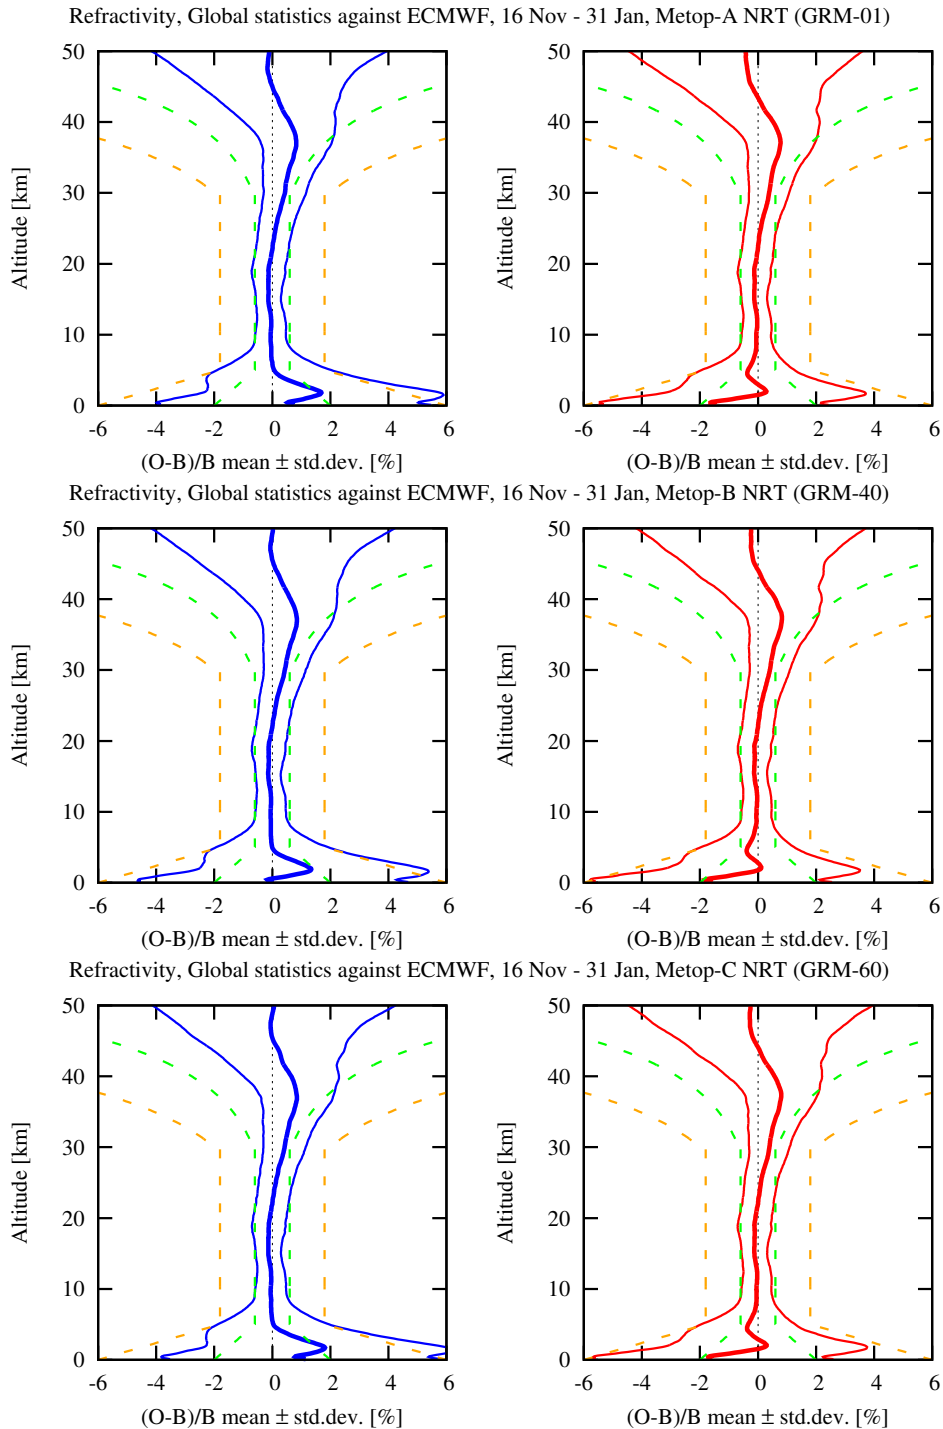 Refractivity, Global statistics against ECMWF, 16 Nov - 31 Jan, Metop-A NRT (GRM-01)
50
40
30
20
10
0
Altitude [km]
-6 -4 -2 0 2 4 6
(O-B)/B mean ± std.dev. [%]
50
40
30
20
10
0
Altitude [km]
-6 -4 -2 0 2 4 6
(O-B)/B mean ± std.dev. [%]
Refractivity, Global statistics against ECMWF, 16 Nov - 31 Jan, Metop-B NRT (GRM-40)
50
40
30
20
10
0
Altitude [km]
-6 -4 -2 0 2 4 6
(O-B)/B mean ± std.dev. [%]
50
40
30
20
10
0
Altitude [km]
-6 -4 -2 0 2 4 6
(O-B)/B mean ± std.dev. [%]
Refractivity, Global statistics against ECMWF, 16 Nov - 31 Jan, Metop-C NRT (GRM-60)
50
40
30
20
10
0
Altitude [km]
-6 -4 -2 0 2 4 6
(O-B)/B mean ± std.dev. [%]
50
40
30
20
10
0
Altitude [km]
-6 -4 -2 0 2 4 6
(O-B)/B mean ± std.dev. [%]